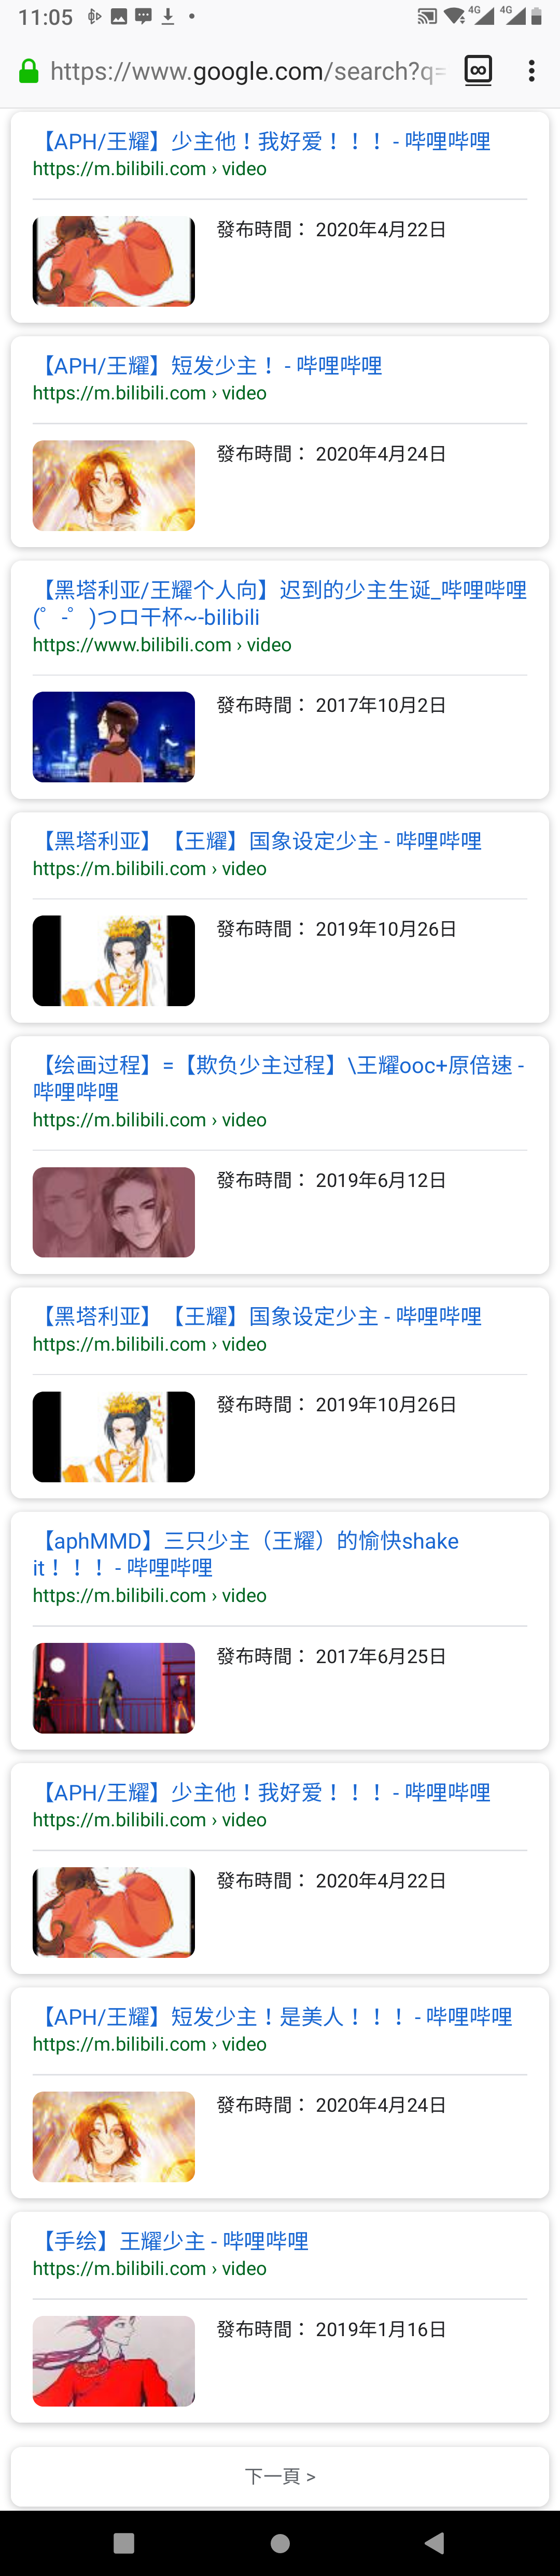 11:05
4G 4G
https://www.google.com/search?q=
【APH/王耀】少主他！我好爱！！！ - 哔哩哔哩
https://m.bilibili.com › video
發布時間： 2020年4月22日
【APH/王耀】短发少主！ - 哔哩哔哩
https://m.bilibili.com › video
發布時間： 2020年4月24日
【黑塔利亚/王耀个人向】迟到的少主生诞_哔哩哔哩
(゜-゜)つロ干杯~-bilibili
https://www.bilibili.com › video
發布時間： 2017年10月2日
【黑塔利亚】【王耀】国象设定少主 - 哔哩哔哩
https://m.bilibili.com › video
發布時間： 2019年10月26日
【绘画过程】=【欺负少主过程】\王耀ooc+原倍速 -
哔哩哔哩
https://m.bilibili.com › video
發布時間： 2019年6月12日
【黑塔利亚】【王耀】国象设定少主 - 哔哩哔哩
https://m.bilibili.com › video
發布時間： 2019年10月26日
【aphMMD】三只少主（王耀）的愉快shake
it！！！ - 哔哩哔哩
https://m.bilibili.com › video
發布時間： 2017年6月25日
【APH/王耀】少主他！我好爱！！！ - 哔哩哔哩
https://m.bilibili.com › video
發布時間： 2020年4月22日
【APH/王耀】短发少主！是美人！！！ - 哔哩哔哩
https://m.bilibili.com › video
發布時間： 2020年4月24日
【手绘】王耀少主 - 哔哩哔哩
https://m.bilibili.com › video
發布時間： 2019年1月16日
下一頁 >